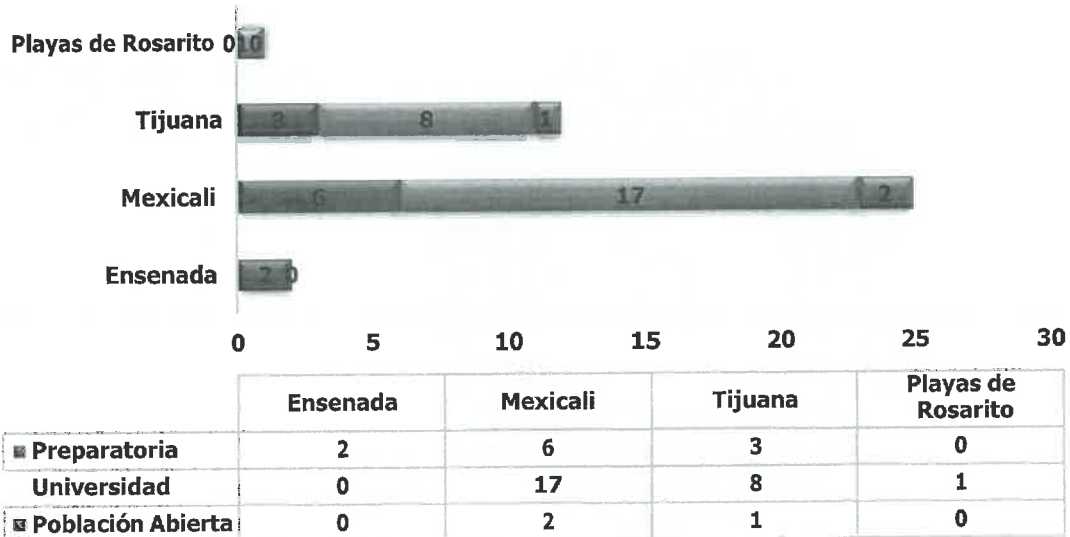 Playas de Rosarito 0 1 0
Tijuana 3 8 1
Mexicali 6 17 2
Ensenada 2 0
0 5 10 15 20 25 30
Ensenada Mexicali Tijuana Playas de Rosarito
Preparatoria 2 6 3 0
Universidad 0 17 8 1
Población Abierta 0 2 1 0